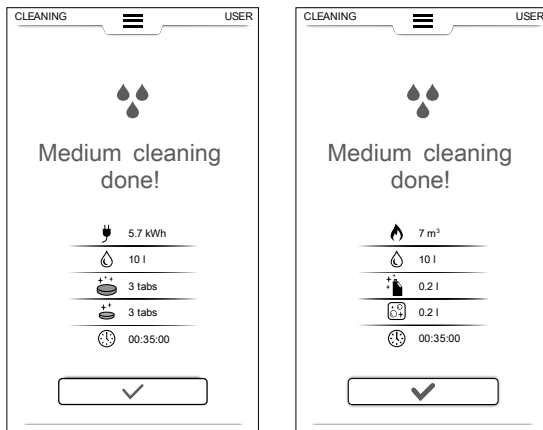 CLEANING USER
Medium cleaning
done!
5.7 kWh
10 l
3 tabs
3 tabs
00:35:00
CLEANING USER
Medium cleaning
done!
7 m³
10 l
0.2 l
0.2 l
00:35:00